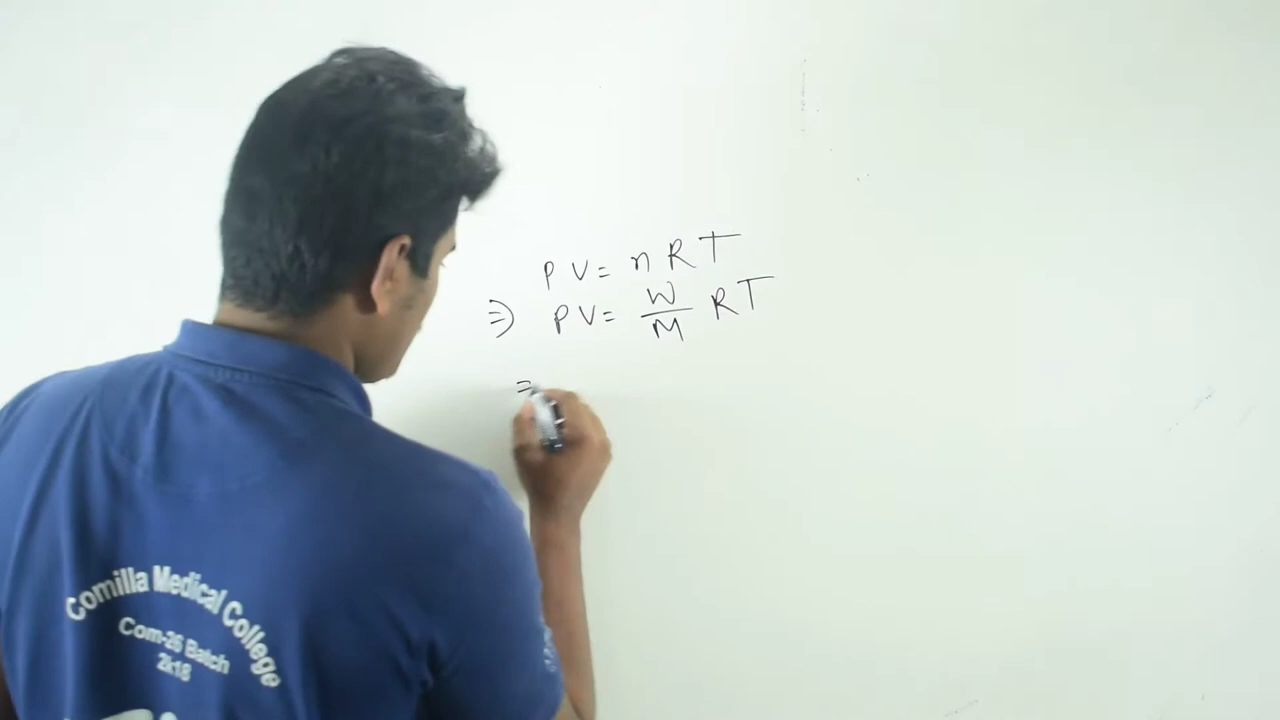 PV = nRT
⇒ PV = W/M RT
=
Comilla Medical College
Com-26 Batch
2k18